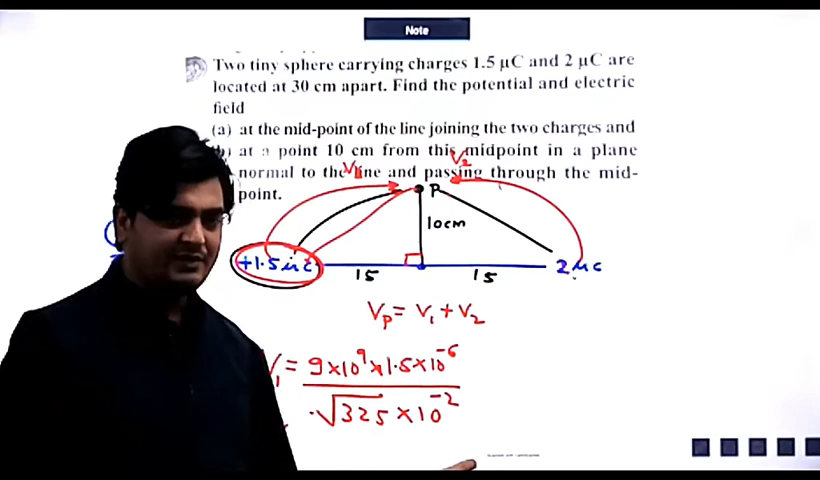 Note
Two tiny sphere carrying charges 1.5 μC and 2 μC are
located at 30 cm apart. Find the potential and electric
field
(a) at the mid-point of the line joining the two charges and
at a point 10 cm from this midpoint in a plane
normal to the line and passing through the mid-
point.
V1 V2
P
10cm
+1.5μC 15 15 2μC
Vp = V1 + V2
V1 = 9×10⁹×1.5×10⁻⁶
√325 ×10⁻²